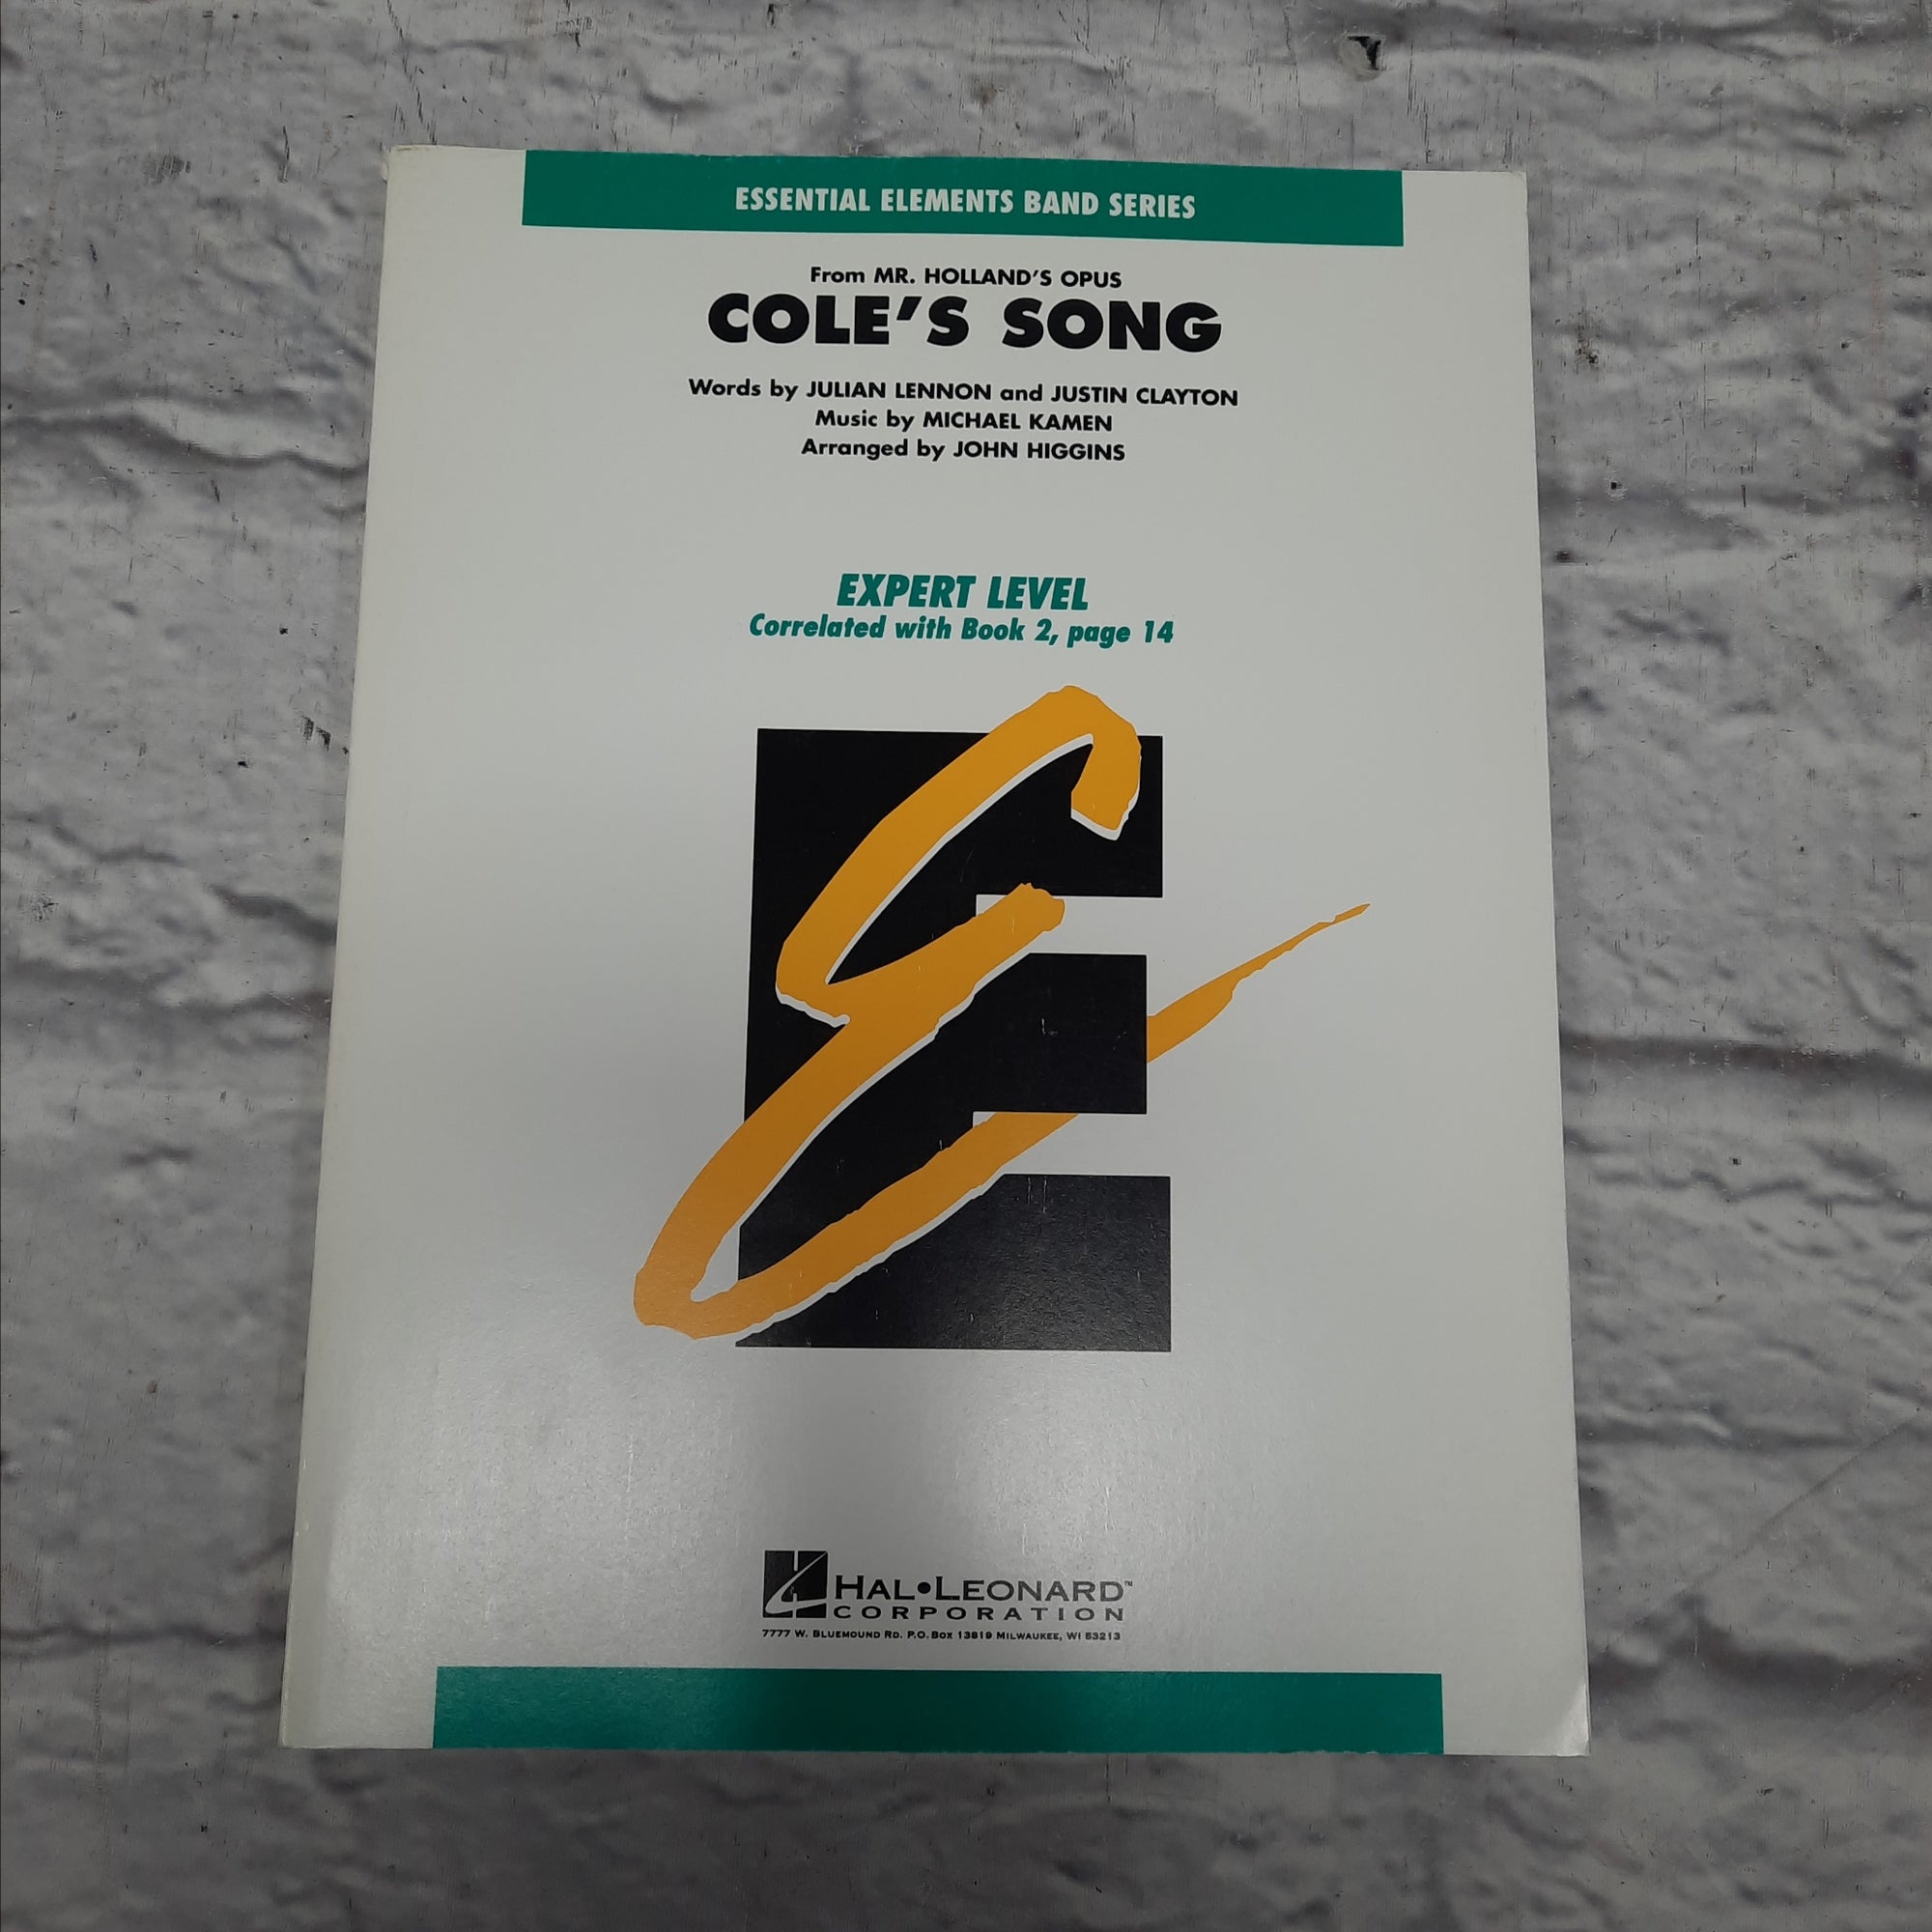 ESSENTIAL ELEMENTS BAND SERIES
From MR. HOLLAND'S OPUS
COLE'S SONG
Words by JULIAN LENNON and JUSTIN CLAYTON
Music by MICHAEL KAMEN
Arranged by JOHN HIGGINS
EXPERT LEVEL
Correlated with Book 2, page 14
E
HAL•LEONARD™
CORPORATION
7777 W. BLUEMOUND RD. P.O. BOX 13819 MILWAUKEE, WI 53213